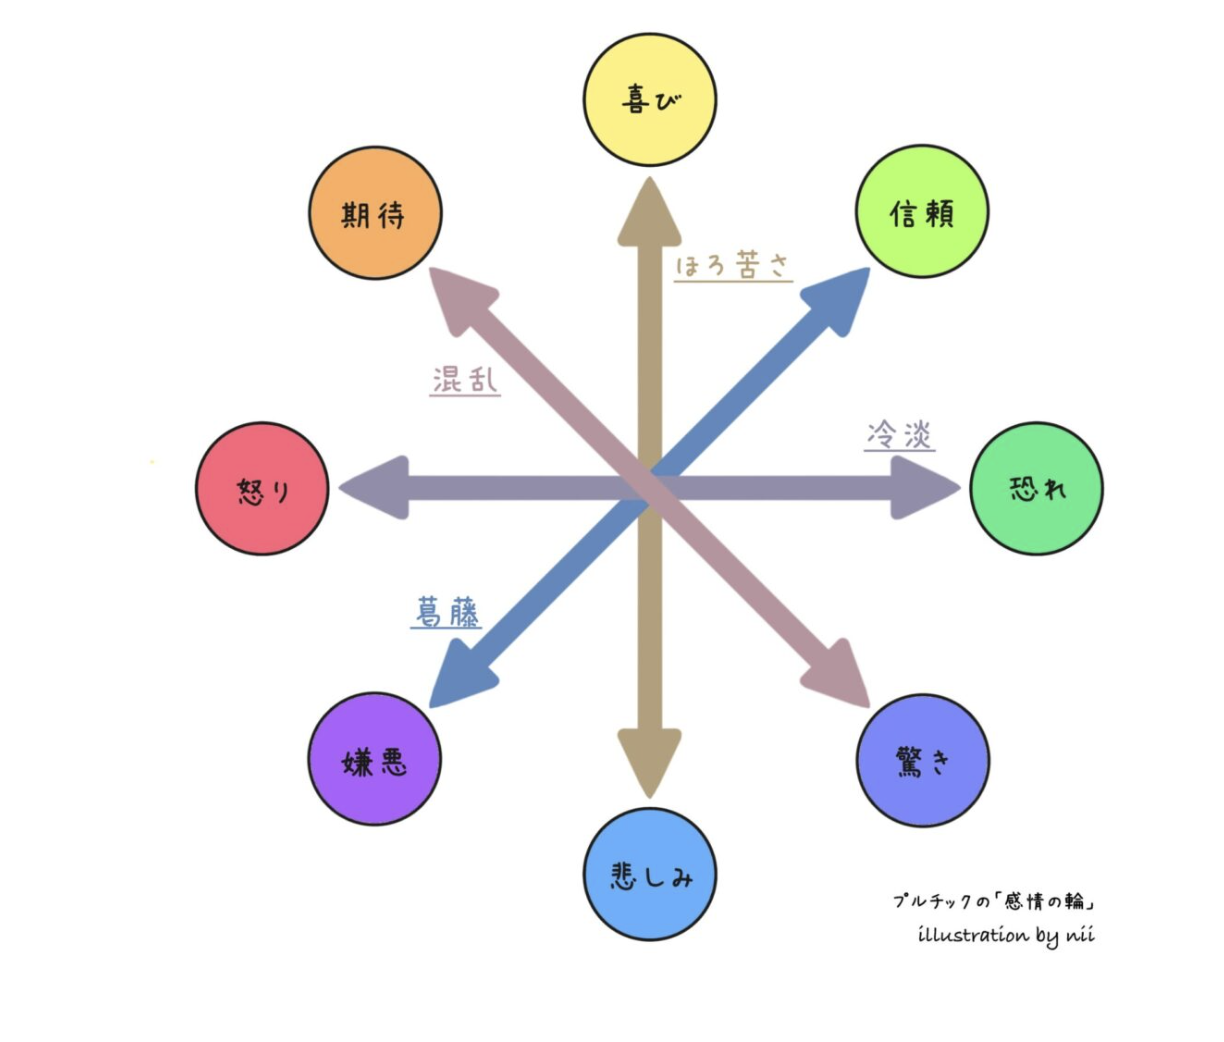 喜び
期待
信頼
ほろ苦さ
混乱
冷淡
怒り
恐れ
葛藤
嫌悪
驚き
悲しみ
プルチックの「感情の輪」
illustration by nii